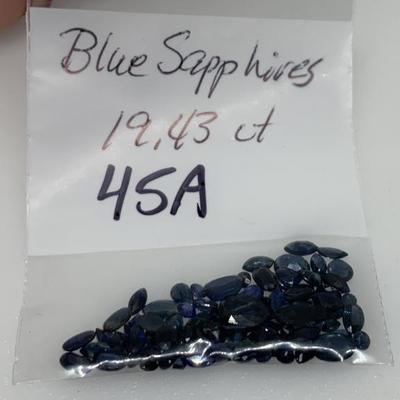 Blue Sapphires
19.43 ct
45A